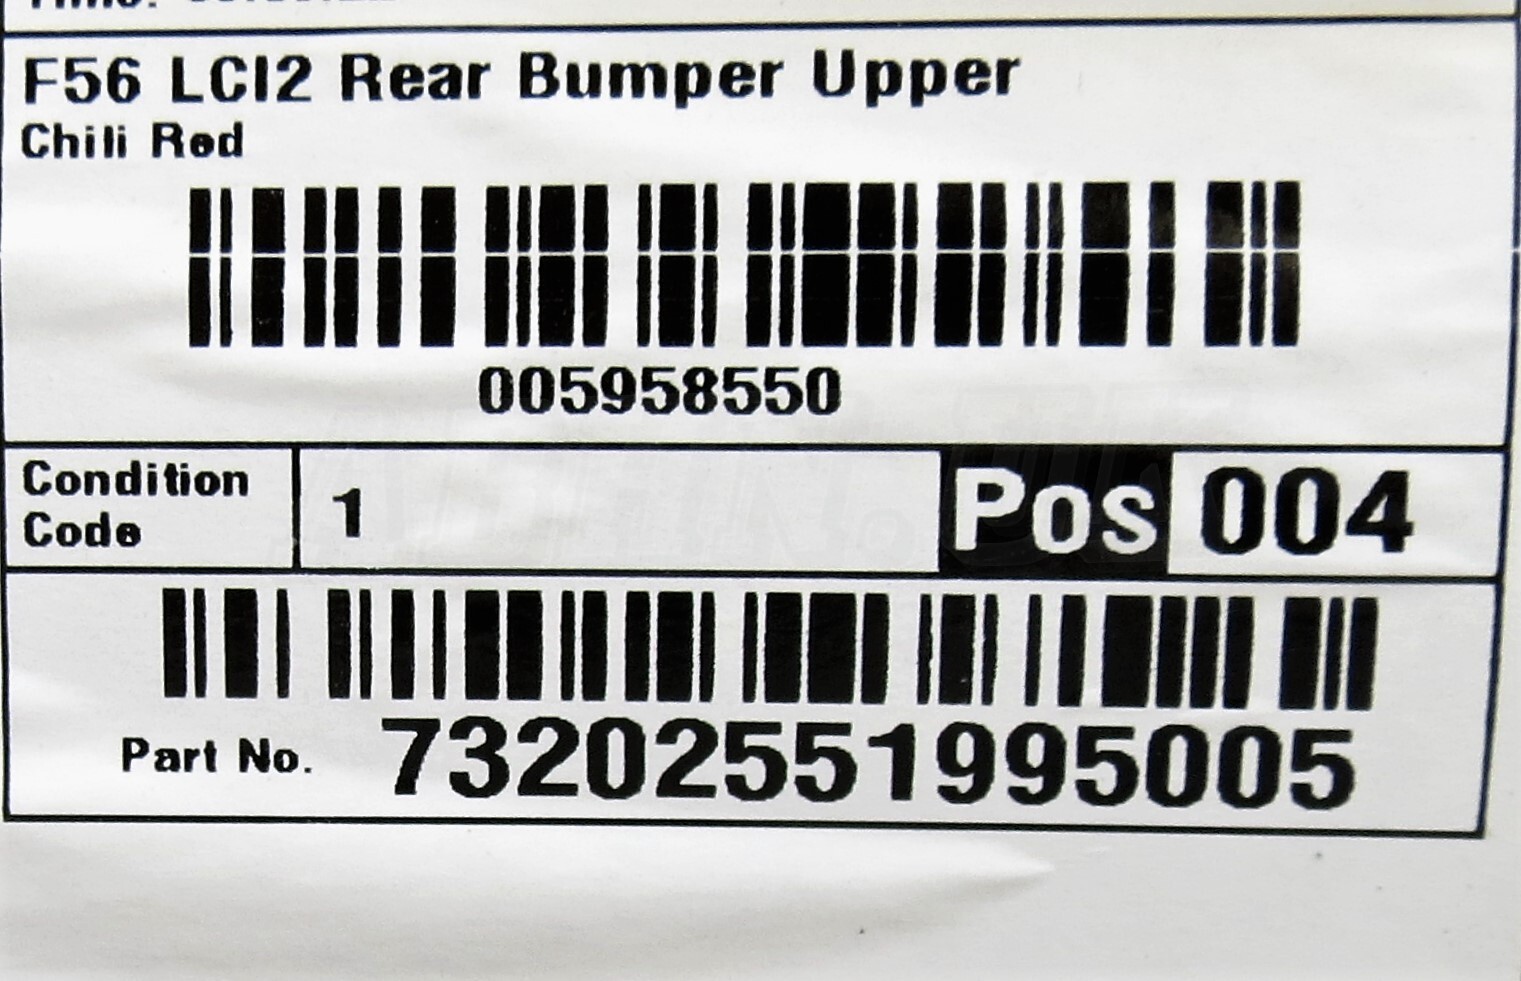 F56 LCI2 Rear Bumper Upper
Chili Red
005958550
Condition
Code
1
Pos 004
Part No. 73202551995005